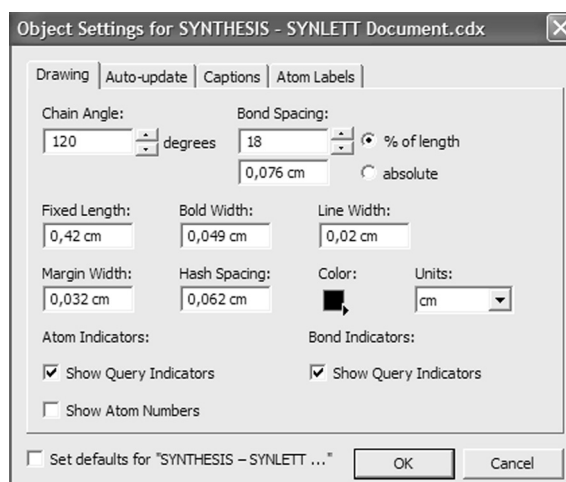 Object Settings for SYNTHESIS - SYNLETT Document.cdx
Drawing Auto-update Captions Atom Labels
Chain Angle: Bond Spacing:
120 degrees 18 % of length
0,076 cm absolute
Fixed Length: Bold Width: Line Width:
0,42 cm 0,049 cm 0,02 cm
Margin Width: Hash Spacing: Color: Units:
0,032 cm 0,062 cm cm
Atom Indicators: Bond Indicators:
Show Query Indicators Show Query Indicators
Show Atom Numbers
Set defaults for "SYNTHESIS – SYNLETT ..." OK Cancel